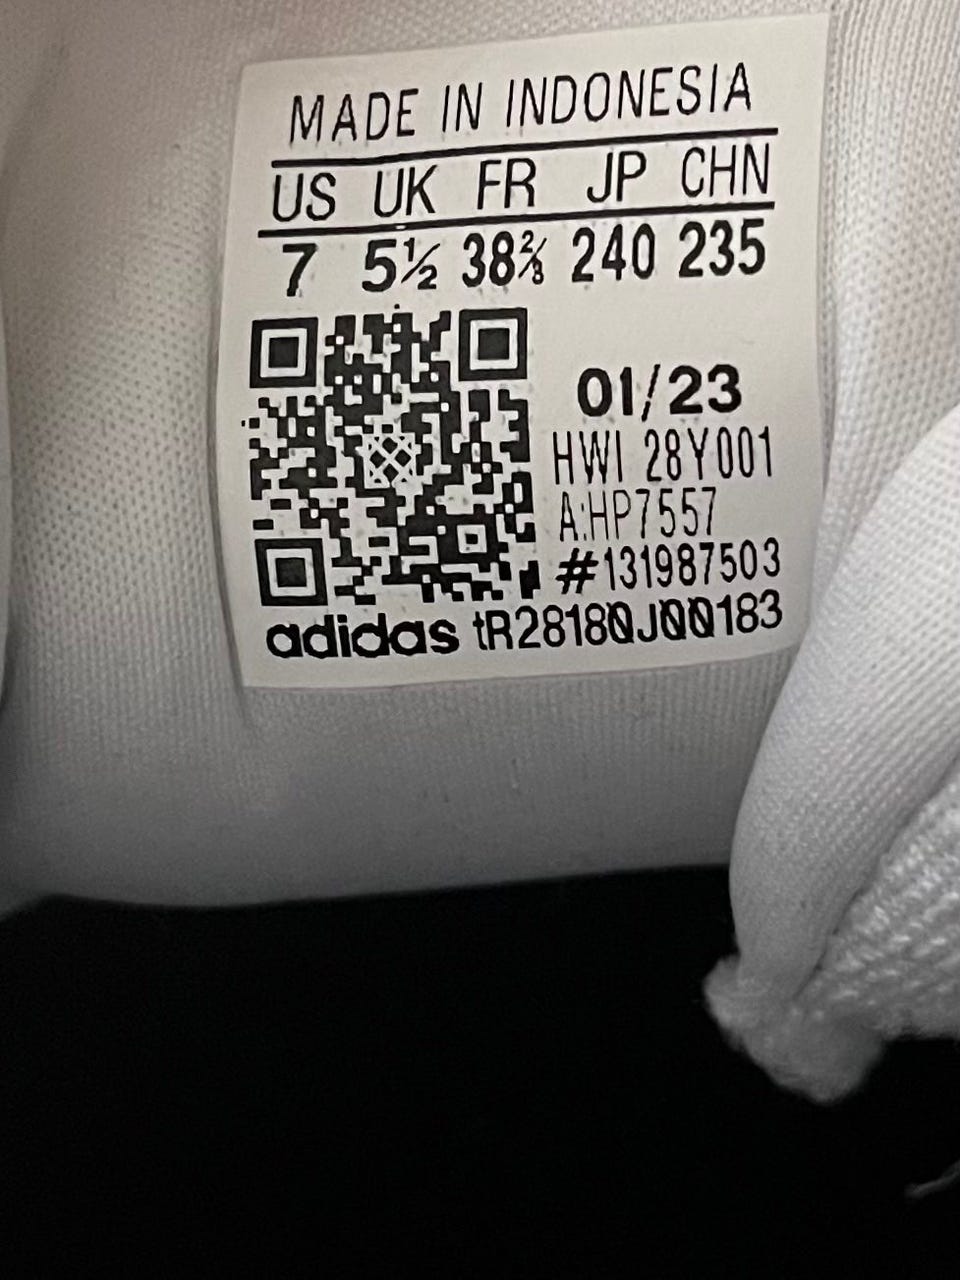 MADE IN INDONESIA
US UK FR JP CHN
7 5½ 38⅔ 240 235
01/23
HWI 28Y001
A:HP7557
#131987503
adidas tR28180J00183